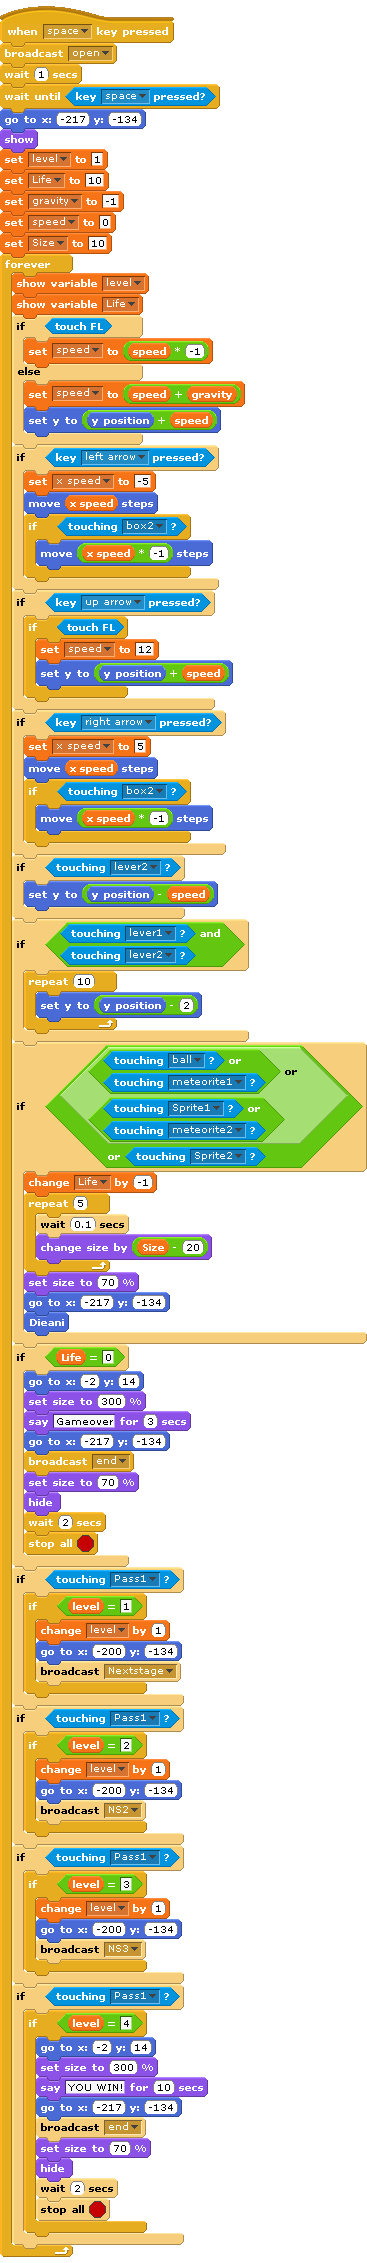 when space key pressed
broadcast open
wait 1 secs
wait until key space pressed?
go to x: -217 y: -134
show
set level to 1
set Life to 10
set gravity to -1
set speed to 0
set Size to 10
forever
show variable level
show variable Life
if touch FL
set speed to speed * -1
else
set speed to speed + gravity
set y to y position + speed
if key left arrow pressed?
set x speed to -5
move x speed steps
if touching box2 ?
move x speed * -1 steps
if key up arrow pressed?
if touch FL
set speed to 12
set y to y position + speed
if key right arrow pressed?
set x speed to 5
move x speed steps
if touching box2 ?
move x speed * -1 steps
if touching lever2 ?
set y to y position - speed
touching lever1 ? and
if
touching lever2 ?
repeat 10
set y to y position - 2
touching ball ? or
or
touching meteorite1 ?
if touching Sprite1 ? or
touching meteorite2 ?
or touching Sprite2 ?
change Life by -1
repeat 5
wait 0.1 secs
change size by Size - 20
set size to 70 %
go to x: -217 y: -134
Dieani
if Life = 0
go to x: -2 y: 14
set size to 300 %
say Gameover for 3 secs
go to x: -217 y: -134
broadcast end
set size to 70 %
hide
wait 2 secs
stop all
if touching Pass1 ?
if level = 1
change level by 1
go to x: -200 y: -134
broadcast Nextstage
if touching Pass1 ?
if level = 2
change level by 1
go to x: -200 y: -134
broadcast NS2
if touching Pass1 ?
if level = 3
change level by 1
go to x: -200 y: -134
broadcast NS3
if touching Pass1 ?
if level = 4
go to x: -2 y: 14
set size to 300 %
say YOU WIN! for 10 secs
go to x: -217 y: -134
broadcast end
set size to 70 %
hide
wait 2 secs
stop all